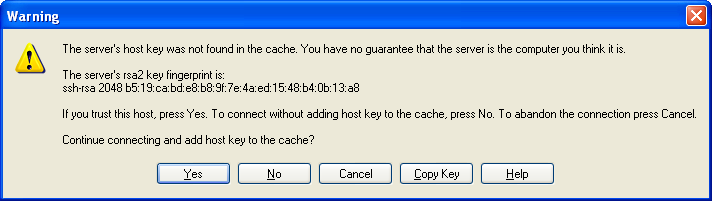 Warning
The server's host key was not found in the cache. You have no guarantee that the server is the computer you think it is.
The server's rsa2 key fingerprint is:
ssh-rsa 2048 b5:19:ca:bd:e8:b8:9f:7e:4a:ed:15:48:b4:0b:13:a8
If you trust this host, press Yes. To connect without adding host key to the cache, press No. To abandon the connection press Cancel.
Continue connecting and add host key to the cache?
Yes No Cancel Copy Key Help